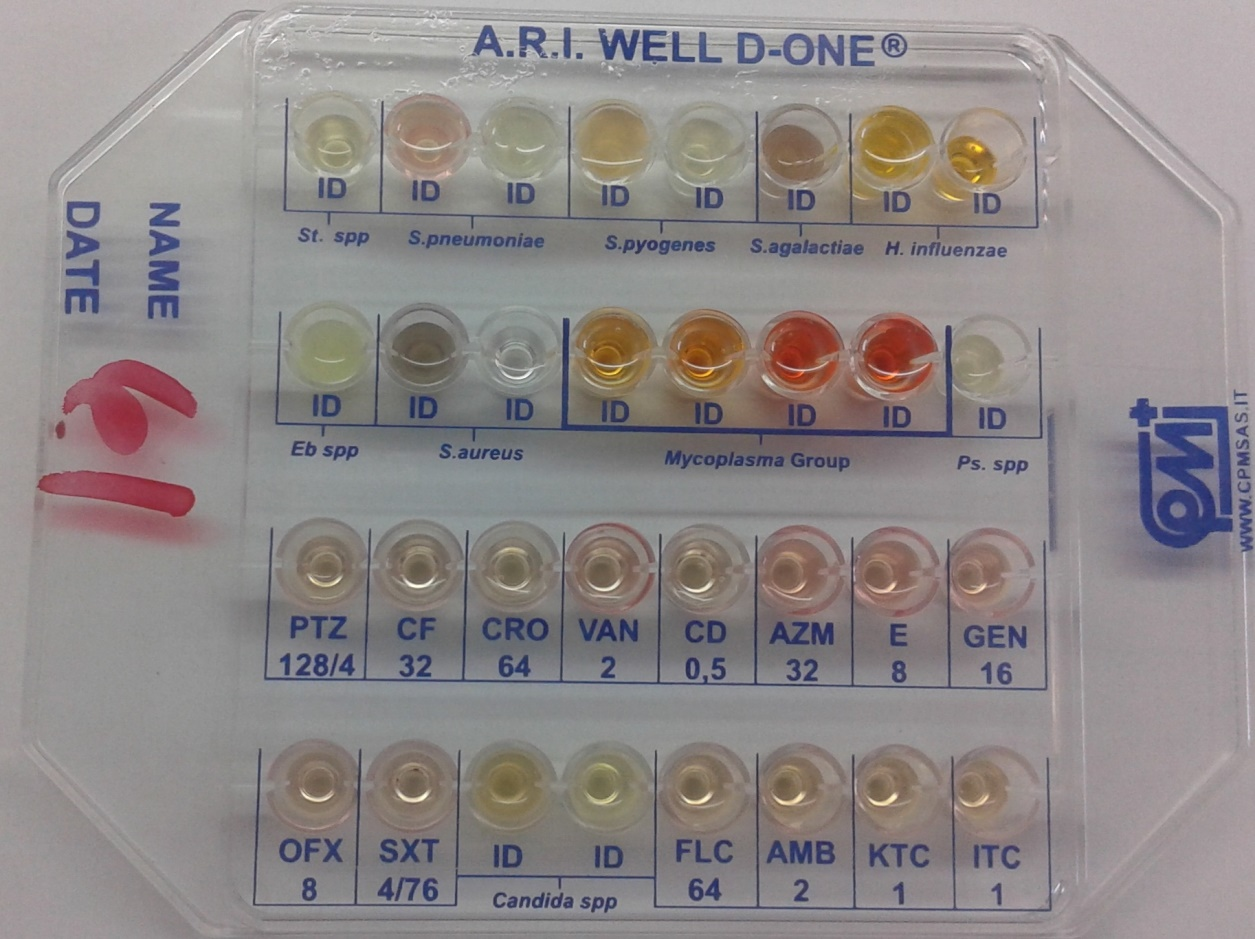 A.R.I. WELL D-ONE®
ID ID ID ID ID ID ID ID
St. spp S.pneumoniae S.pyogenes S.agalactiae H. influenzae
ID ID ID ID ID ID ID ID
Eb spp S.aureus Mycoplasma Group Ps. spp
PTZ CF CRO VAN CD AZM E GEN
128/4 32 64 2 0,5 32 8 16
OFX SXT ID ID FLC AMB KTC ITC
8 4/76 Candida spp 64 2 1 1
NAME
DATE
WWW.CPMSAS.IT